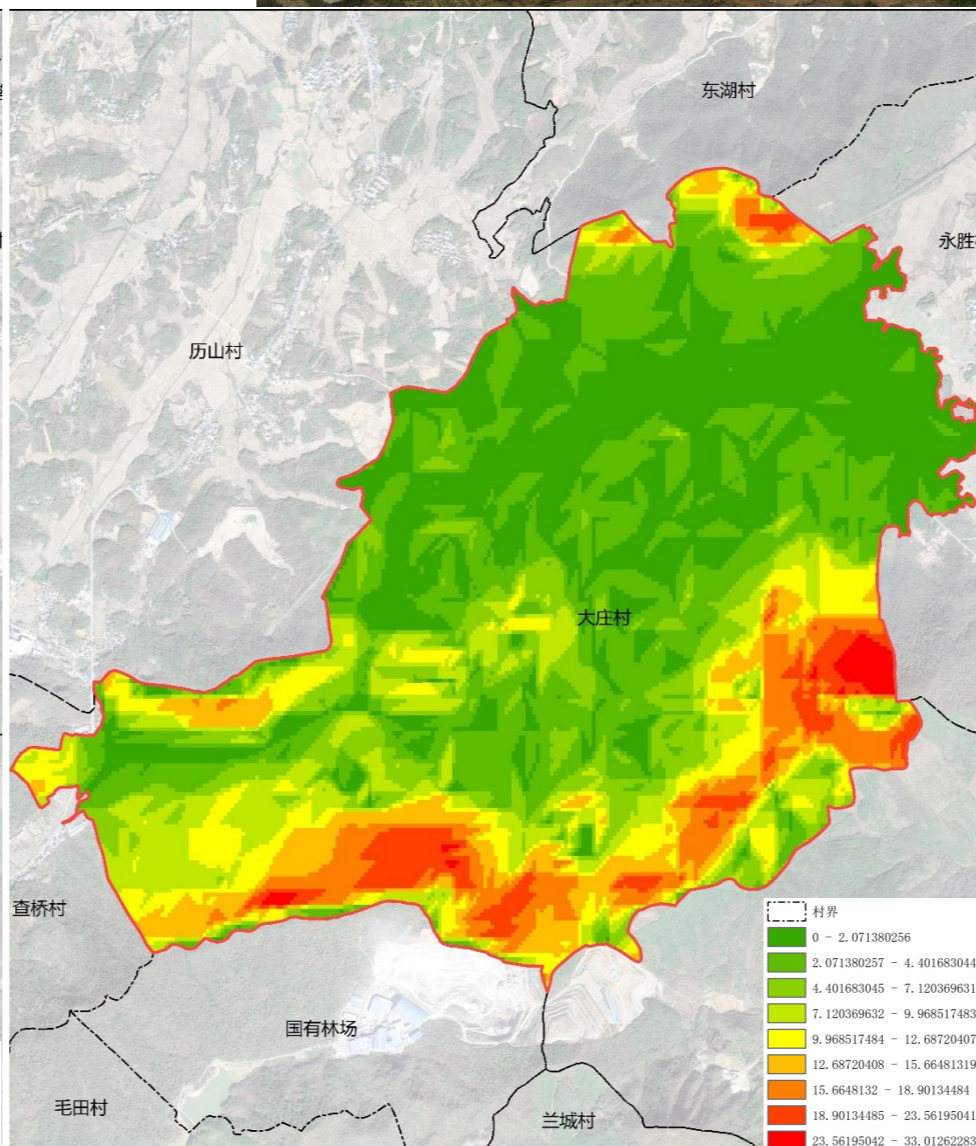 东湖村
永胜
历山村
大庄村
查桥村
国有林场
毛田村
兰城村
村界
0 - 2.071380256
2.071380257 - 4.401683044
4.401683045 - 7.120369631
7.120369632 - 9.968517483
9.968517484 - 12.68720407
12.68720408 - 15.66481319
15.6648132 - 18.90134484
18.90134485 - 23.56195041
23.56195042 - 33.01262283